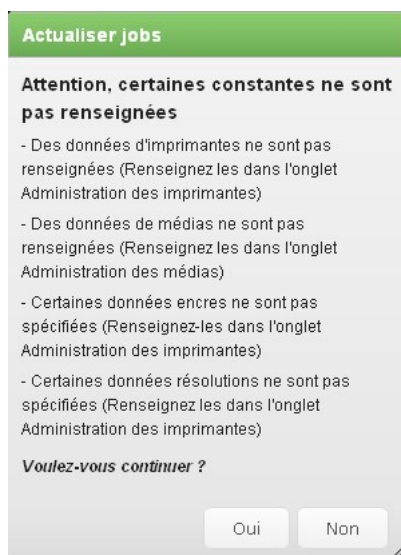 Actualiser jobs
Attention, certaines constantes ne sont
pas renseignées
- Des données d'imprimantes ne sont pas
renseignées (Renseignez les dans l'onglet
Administration des imprimantes)
- Des données de médias ne sont pas
renseignées (Renseignez les dans l'onglet
Administration des médias)
- Certaines données encres ne sont pas
spécifiées (Renseignez-les dans l'onglet
Administration des imprimantes)
- Certaines données résolutions ne sont pas
spécifiées (Renseignez les dans l'onglet
Administration des imprimantes)
Voulez-vous continuer ?
Oui Non